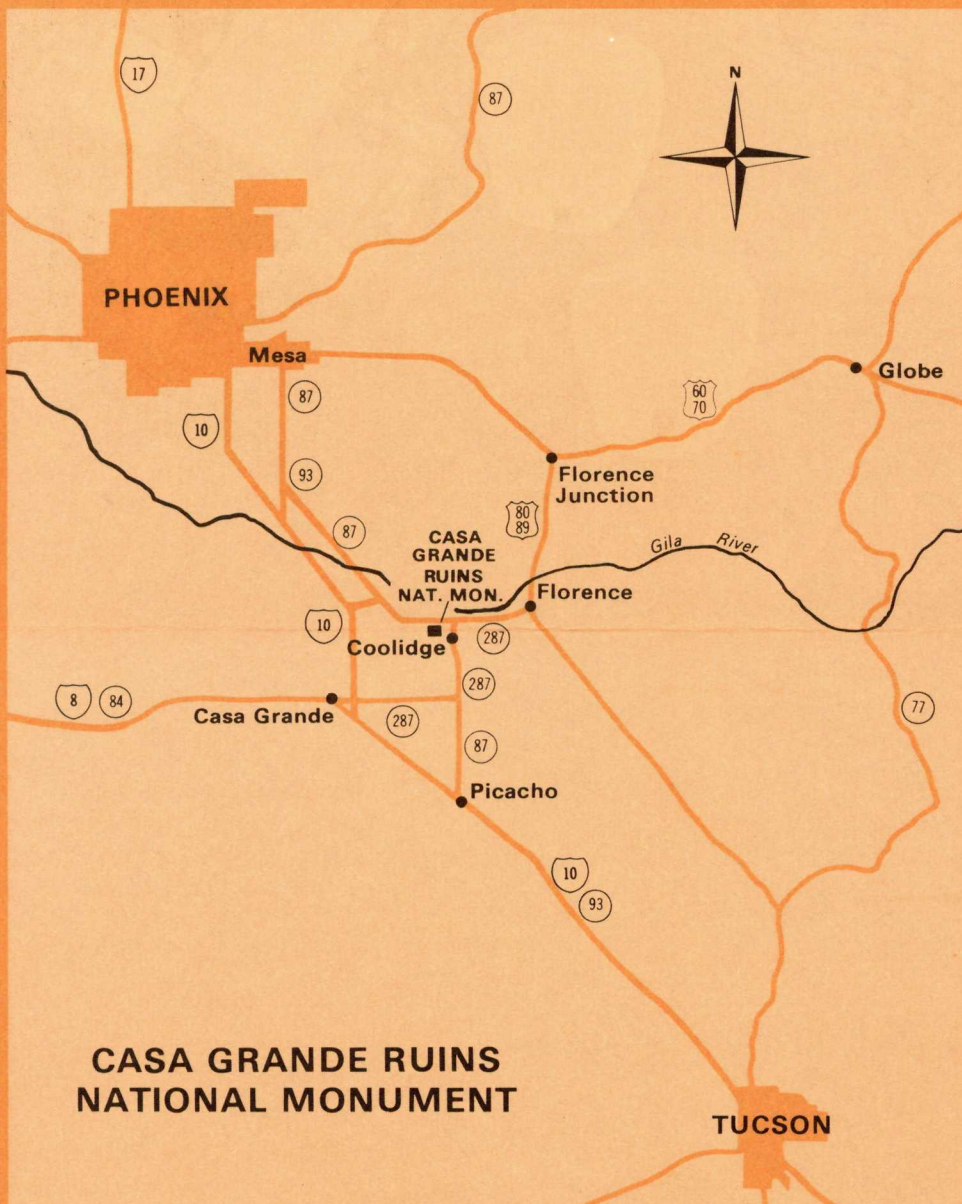 17
87
N
PHOENIX
Mesa
87
10
93
87
60
70
Globe
Florence
Junction
80
89
Gila River
CASA
GRANDE
RUINS
NAT. MON.
Florence
10
Coolidge
287
287
8
84
Casa Grande
287
87
77
Picacho
10
93
CASA GRANDE RUINS
NATIONAL MONUMENT
TUCSON